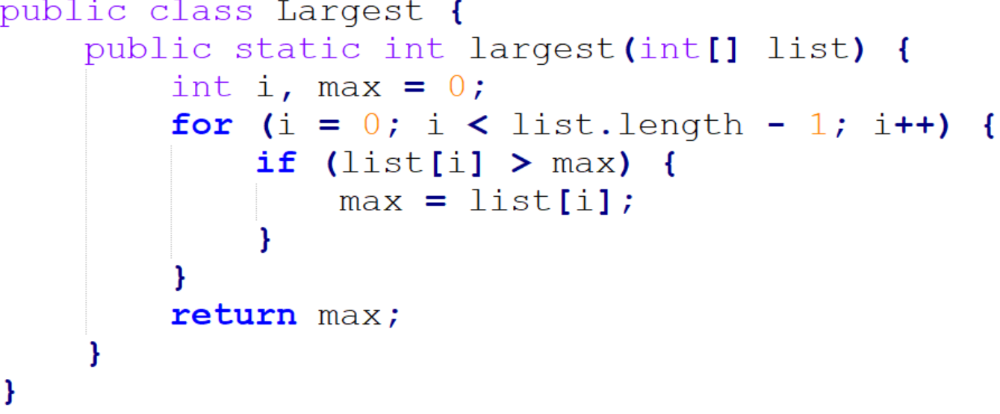 public class Largest {
    public static int largest(int[] list) {
        int i, max = 0;
        for (i = 0; i < list.length - 1; i++) {
            if (list[i] > max) {
                max = list[i];
            }
        }
        return max;
    }
}